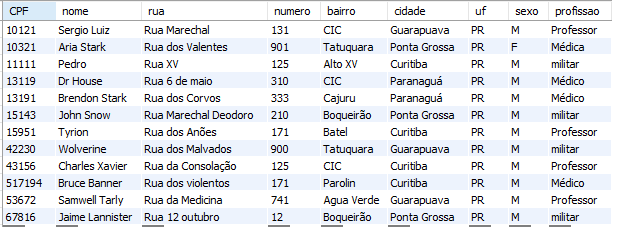 CPF nome rua numero bairro cidade uf sexo profissao
10121 Sergio Luiz Rua Marechal 131 CIC Guarapuava PR M Professor
10321 Aria Stark Rua dos Valentes 901 Tatuquara Ponta Grossa PR F Médica
11111 Pedro Rua XV 125 Alto XV Curitiba PR M militar
13119 Dr House Rua 6 de maio 310 CIC Paranaguá PR M Médico
13191 Brendon Stark Rua dos Corvos 333 Cajuru Paranaguá PR M Médico
15143 John Snow Rua Marechal Deodoro 210 Boqueirão Ponta Grossa PR M militar
15951 Tyrion Rua dos Anões 171 Batel Curitiba PR M Professor
42230 Wolverine Rua dos Malvados 900 Tatuquara Guarapuava PR M militar
43156 Charles Xavier Rua da Consolação 125 CIC Curitiba PR M Professor
517194 Bruce Banner Rua dos violentos 171 Parolin Curitiba PR M Médico
53672 Samwell Tarly Rua da Medicina 741 Agua Verde Guarapuava PR M Professor
67816 Jaime Lannister Rua 12 outubro 12 Boqueirão Ponta Grossa PR M militar